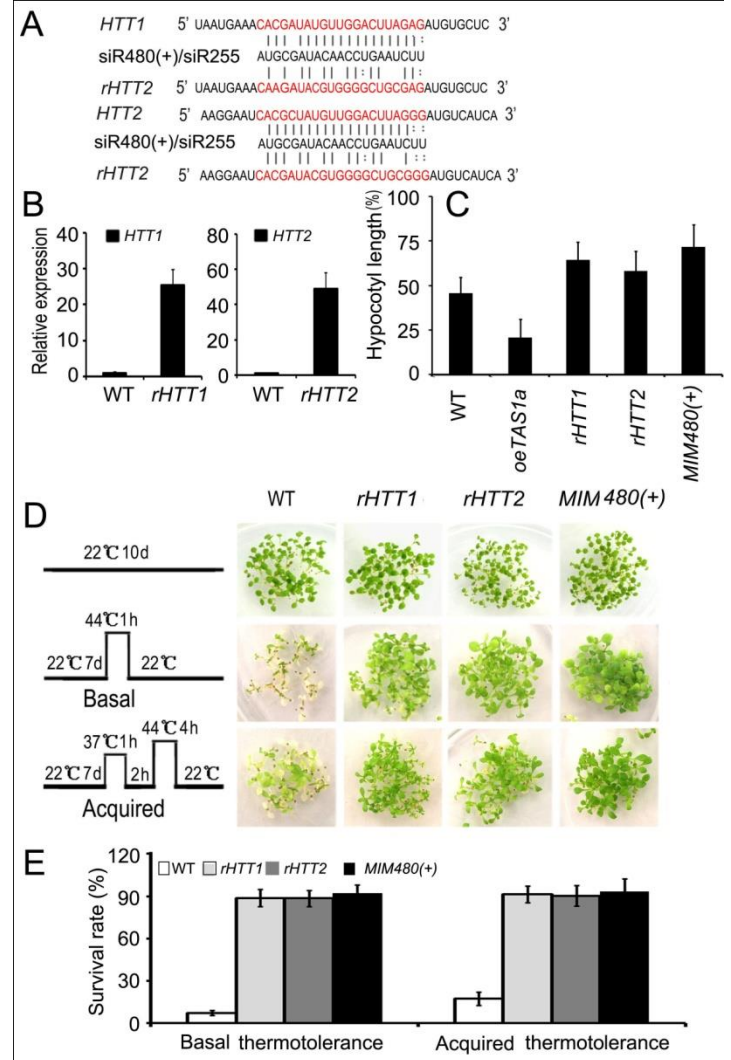 A
HTT1 5' UAAUGAAACACGAUAUGUUGGACUUAGAGAUGUGCUC 3'
siR480(+)/siR255 AUGCGAUACAACCUGAAUCUU
rHTT2 5' UAAUGAAACAAGAUACGUGGGGCUGCGAGAUGUGCUC 3'
HTT2 5' AAGGAAUCACGCUAUGUUGGACUUAGGGAUGUCAUCA 3'
siR480(+)/siR255 AUGCGAUACAACCUGAAUCUU
rHTT2 5' AAGGAAUCACGAUACGUGGGGCUGCGGGAUGUCAUCA 3'
B
Relative expression
HTT1
40
30
20
10
0
WT rHTT1
HTT2
80
60
40
20
0
WT rHTT2
C
Hypocotyl length(%)
100
75
50
25
0
WT
oeTAS1a
rHTT1
rHTT2
MIM480(+)
D
WT rHTT1 rHTT2 MIM480(+)
22℃10d
44℃1h
22℃7d 22℃
Basal
44℃4h
37℃1h
22℃7d 2h 22℃
Acquired
E
Survival rate (%)
120
90
60
30
0
WT rHTT1 rHTT2 MIM480(+)
Basal thermotolerance Acquired thermotolerance